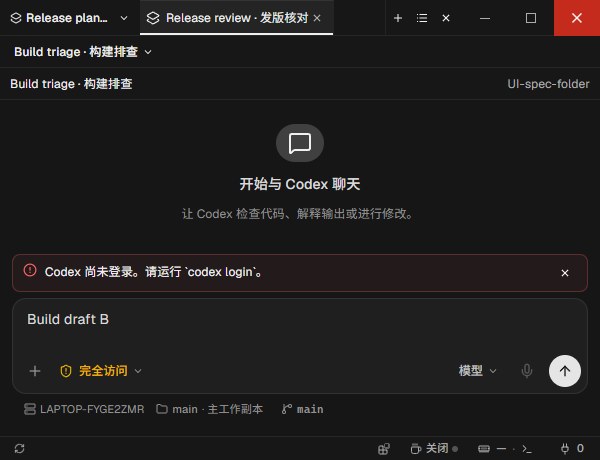 Release plan...
Release review · 发版核对
Build triage · 构建排查
Build triage · 构建排查
UI-spec-folder
开始与 Codex 聊天
让 Codex 检查代码、解释输出或进行修改。
Codex 尚未登录。请运行 `codex login`。
Build draft B
完全访问
模型
LAPTOP-FYGE2ZMR
main · 主工作副本
main
关闭
— ·
0